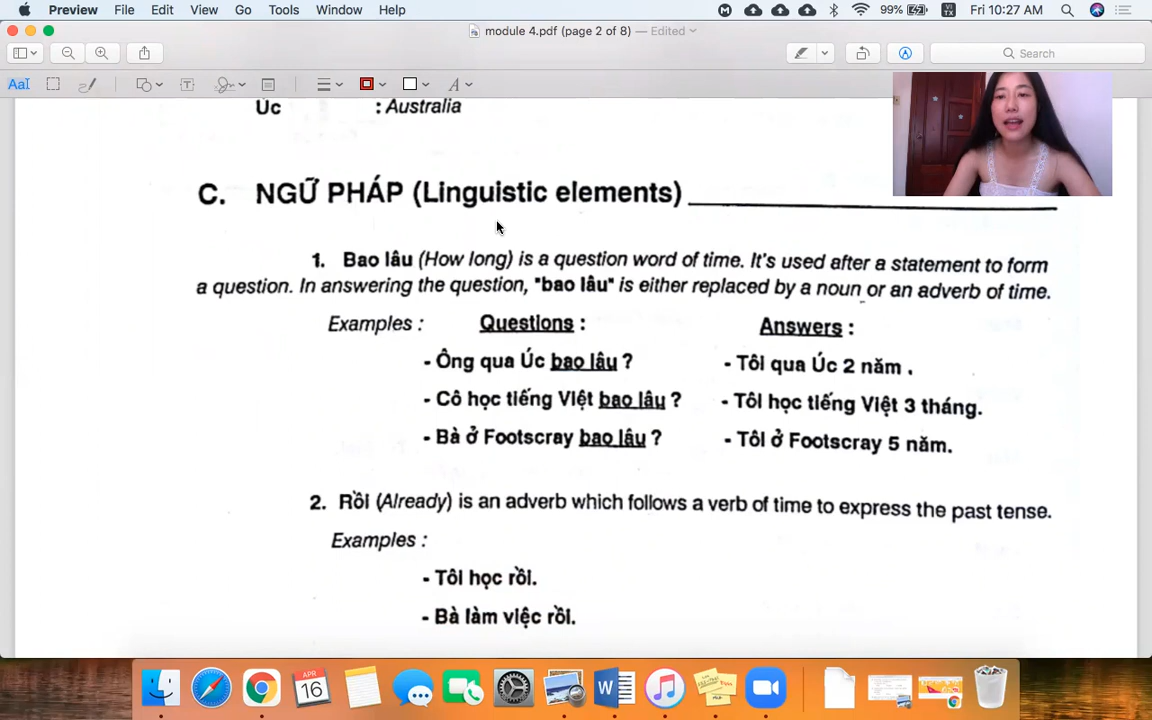 Preview File Edit View Go Tools Window Help 99% VI TX Fri 10:27 AM
module 4.pdf (page 2 of 8) — Edited
Search
AaI T A
Úc : Australia
C. NGỮ PHÁP (Linguistic elements)
1. Bao lâu (How long) is a question word of time. It's used after a statement to form
a question. In answering the question, "bao lâu" is either replaced by a noun or an adverb of time.
Examples : Questions : Answers :
- Ông qua Úc bao lâu ? - Tôi qua Úc 2 năm .
- Cô học tiếng Việt bao lâu ? - Tôi học tiếng Việt 3 tháng.
- Bà ở Footscray bao lâu ? - Tôi ở Footscray 5 năm.
2. Rồi (Already) is an adverb which follows a verb of time to express the past tense.
Examples :
- Tôi học rồi.
- Bà làm việc rồi.
APR
16
W